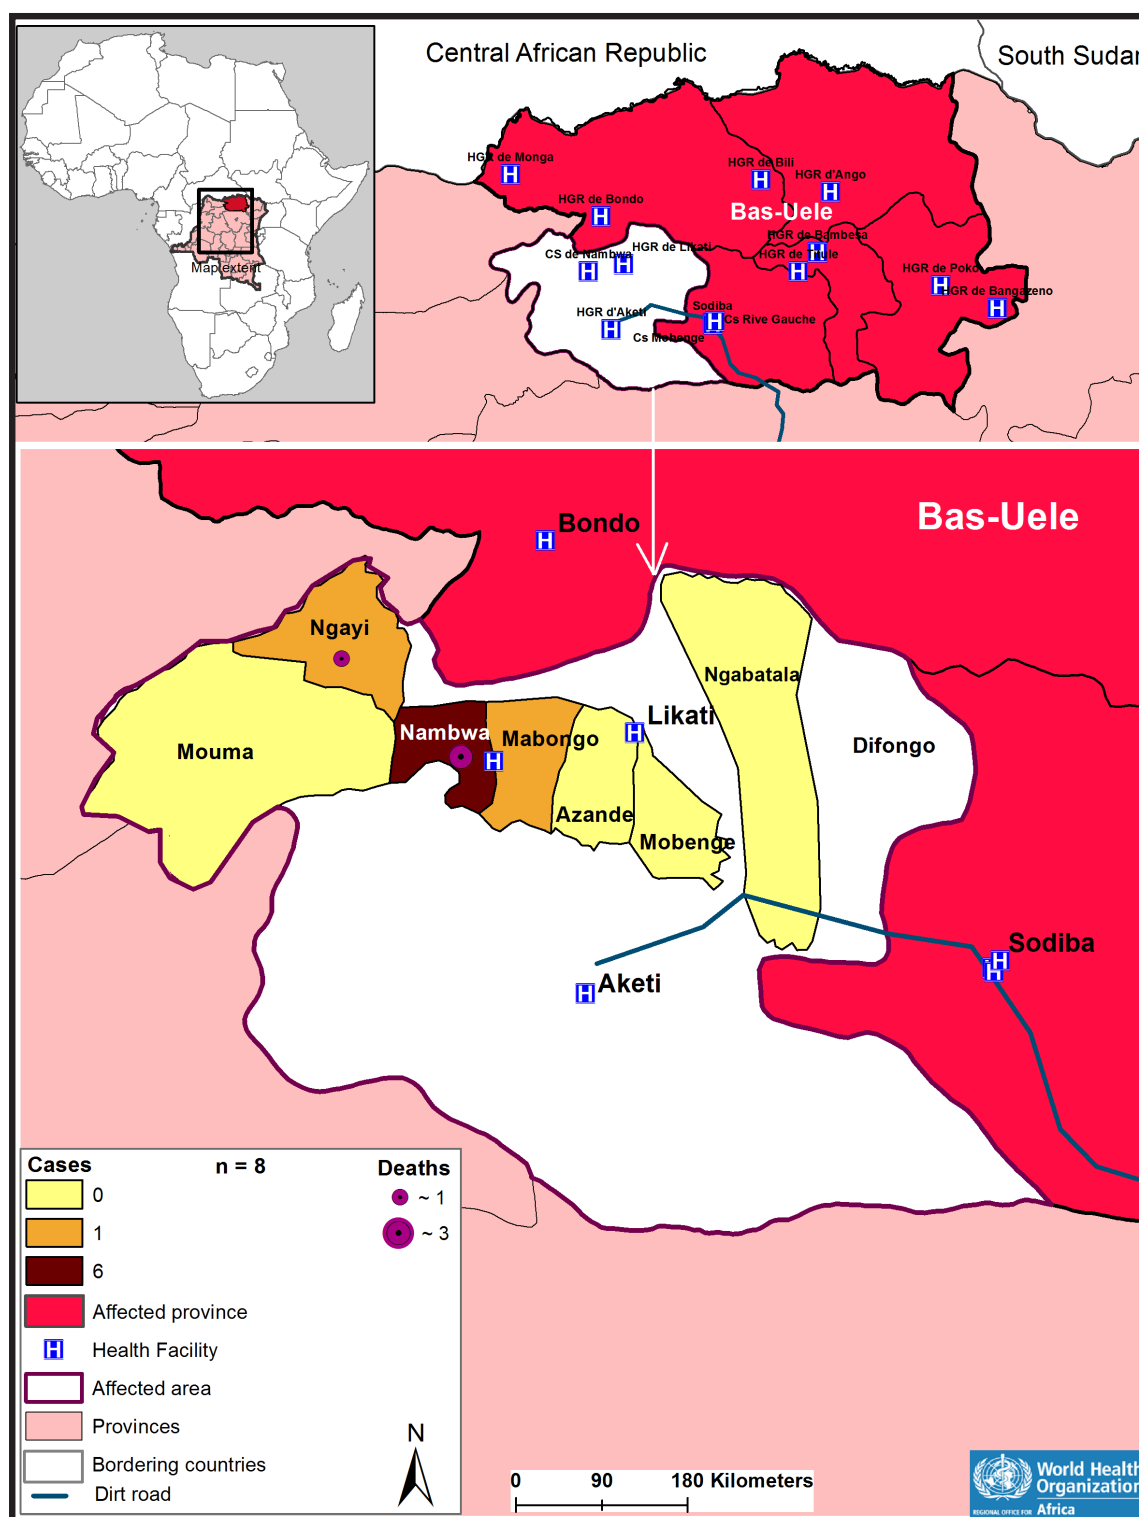 Central African Republic
South Sudan
Map extent
HGR de Monga
HGR de Bili
HGR d'Ango
HGR de Bondo
Bas-Uele
HGR de Bambesa
HGR de Likati
CS de Nambwa
HGR de Titule
HGR de Poko
HGR de Bangazeno
HGR d'Aketi
Sodiba
Cs Rive Gauche
Cs Mobenge
Bondo
Bas-Uele
Ngayi
Ngabatala
Likati
Nambwa
Mabongo
Difongo
Mouma
Azande
Mobenge
Sodiba
Aketi
Cases
n = 8
Deaths
0
~ 1
1
~ 3
6
Affected province
H Health Facility
Affected area
Provinces
Bordering countries
Dirt road
N
0 90 180 Kilometers
World Health
Organization
REGIONAL OFFICE FOR Africa